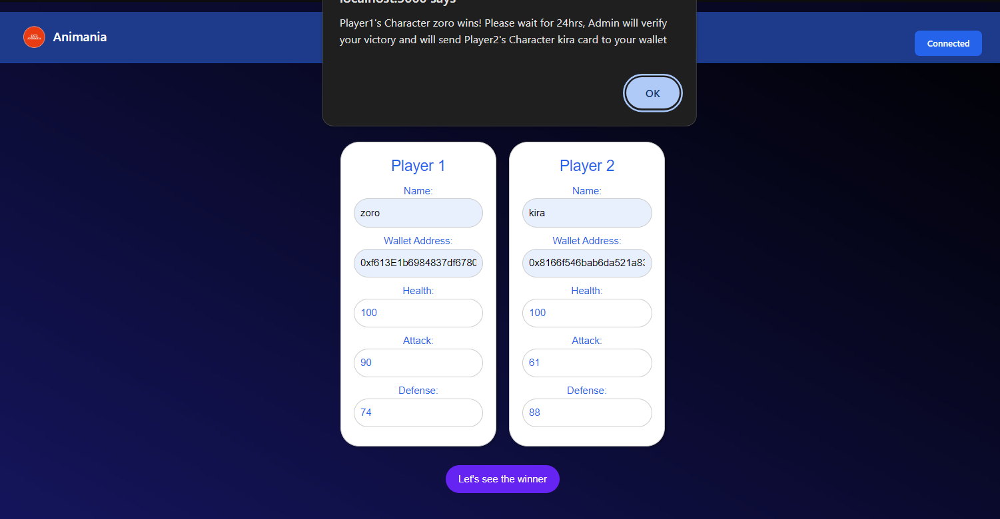 localhost:3000 says
Player1's Character zoro wins! Please wait for 24hrs, Admin will verify
your victory and will send Player2's Character kira card to your wallet
OK
Animania
Connected
Player 1
Name:
zoro
Wallet Address:
0xf613E1b6984837df6780
Health:
100
Attack:
90
Defense:
74
Player 2
Name:
kira
Wallet Address:
0x8166f546bab6da521a83
Health:
100
Attack:
61
Defense:
88
Let's see the winner